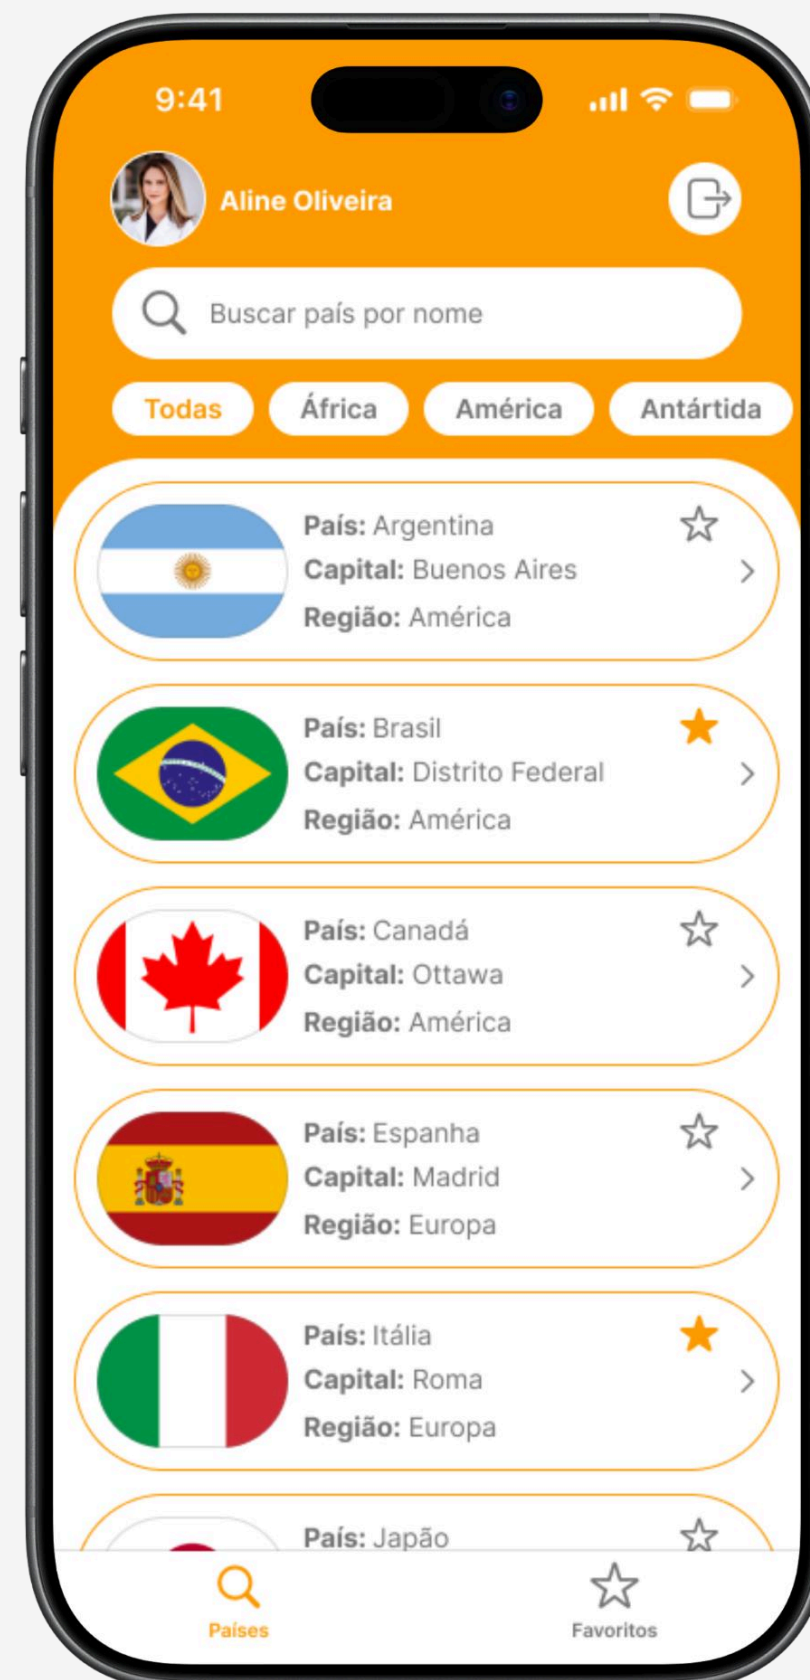 9:41
Aline Oliveira
Buscar país por nome
Todas África América Antártida
País: Argentina
Capital: Buenos Aires
Região: América
País: Brasil
Capital: Distrito Federal
Região: América
País: Canadá
Capital: Ottawa
Região: América
País: Espanha
Capital: Madrid
Região: Europa
País: Itália
Capital: Roma
Região: Europa
País: Japão
Países Favoritos